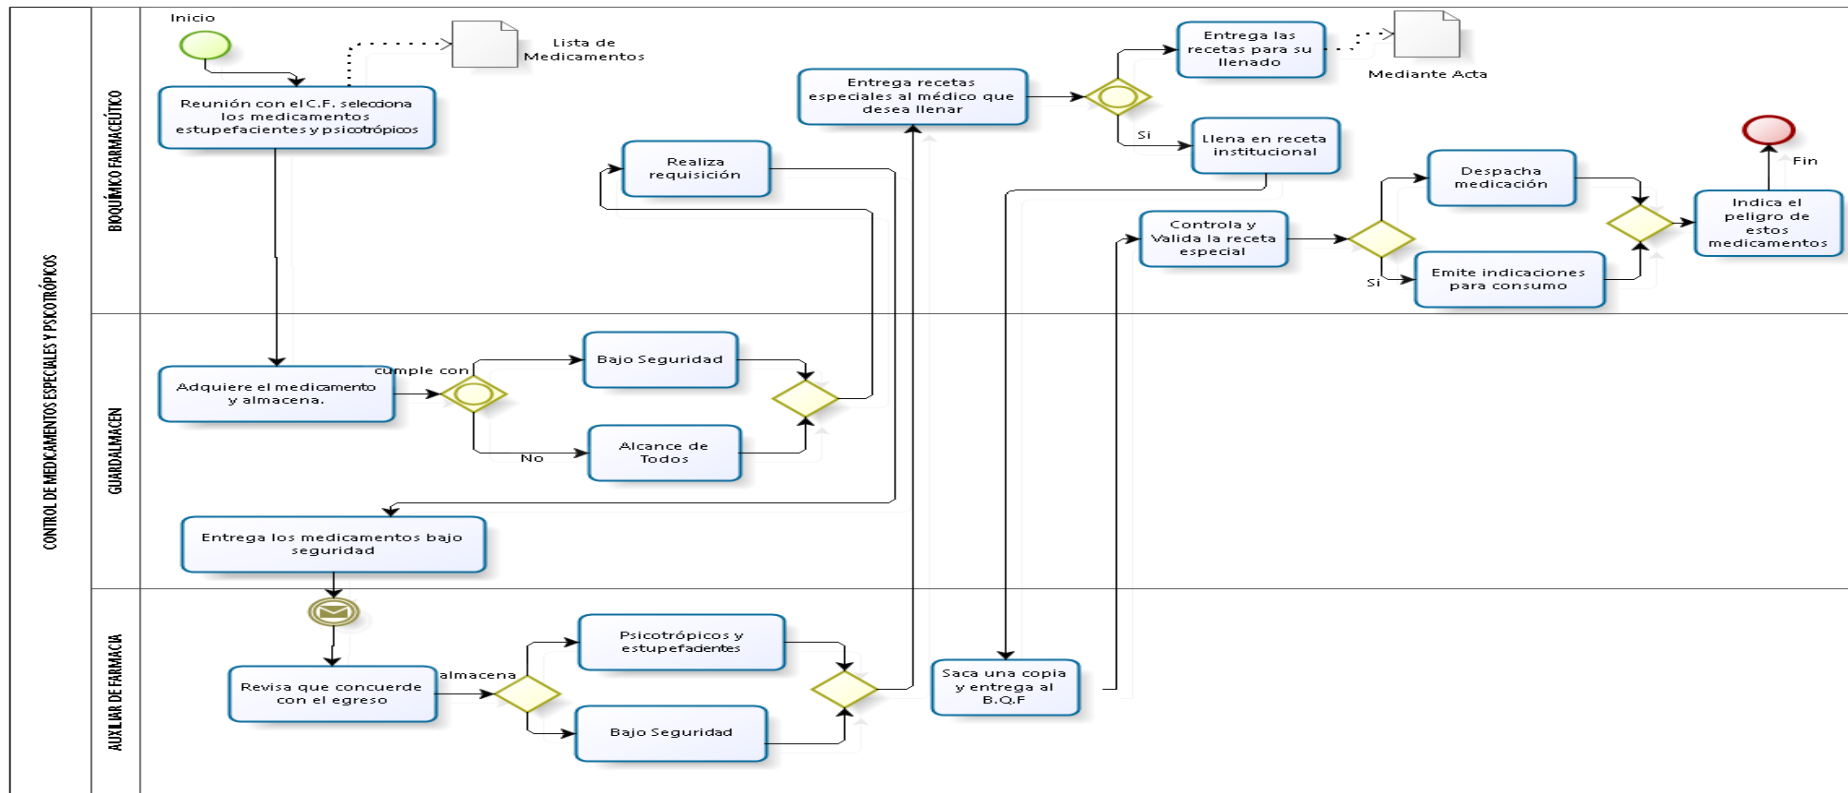 CONTROL DE MEDICAMENTOS ESPECIALES Y PSICOTRÓPICOS
BIOQUÍMICO FARMACEÚTICO
Inicio
Lista de
Medicamentos
Reunión con el C.F. selecciona
los medicamentos
estupefacientes y psicotrópicos
Realiza
requisición
Entrega recetas
especiales al médico que
desea llenar
Entrega las
recetas para su
llenado
Mediante Acta
Si
Llena en receta
institucional
Controla y
Valida la receta
especial
Despacha
medicación
Si
Emite indicaciones
para consumo
Indica el
peligro de
estos
medicamentos
Fin
GUARDALMACEN
Adquiere el medicamento
y almacena.
cumple con
Bajo Seguridad
No
Alcance de
Todos
Entrega los medicamentos bajo
seguridad
AUXILIAR DE FARMACIA
Revisa que concuerde
con el egreso
almacena
Psicotrópicos y
estupefacientes
Bajo Seguridad
Saca una copia
y entrega al
B.Q.F